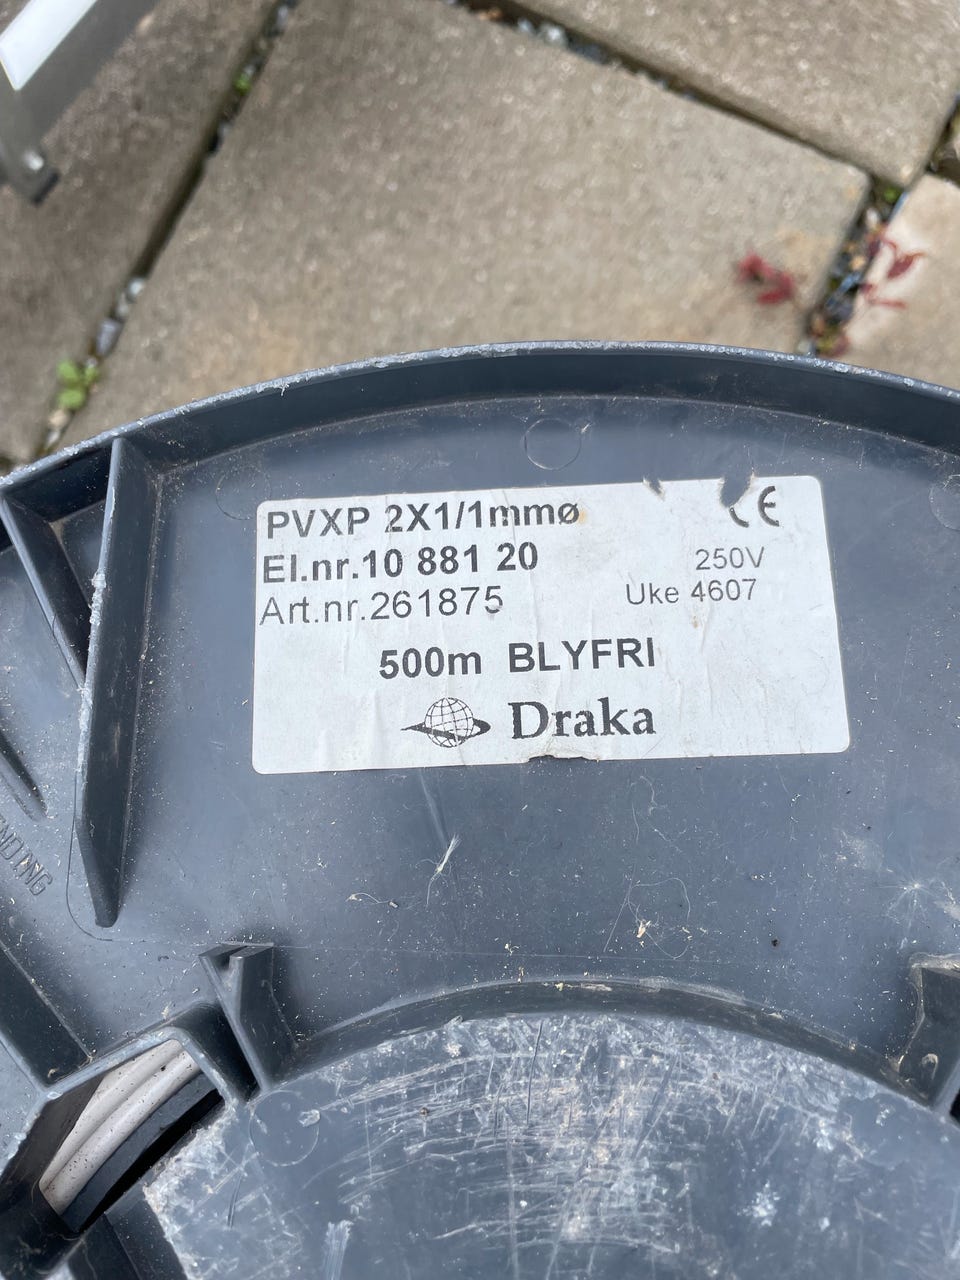 PVXP 2X1/1mmø
CE
El.nr.10 881 20
250V
Art.nr.261875
Uke 4607
500m BLYFRI
Draka